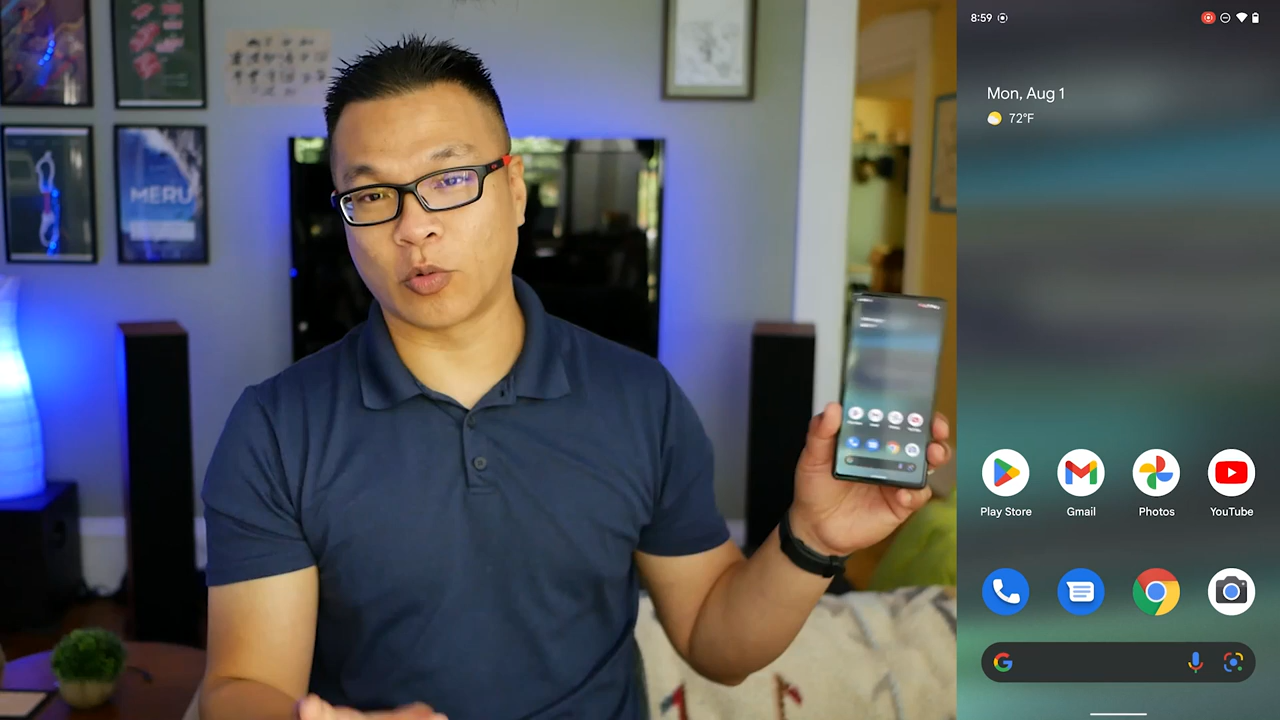 MERU
8:59
Mon, Aug 1
72°F
Play Store
Gmail
Photos
YouTube